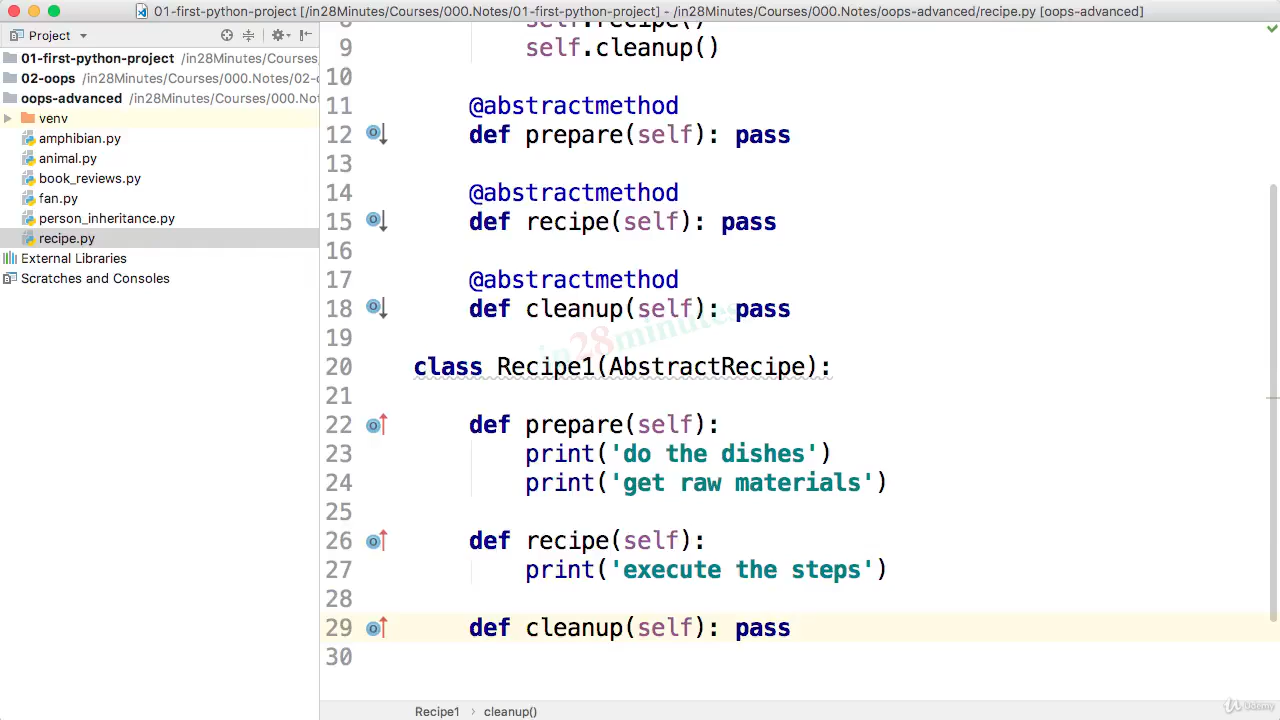 01-first-python-project [/in28Minutes/Courses/000.Notes/01-first-python-project] - /in28Minutes/Courses/000.Notes/oops-advanced/recipe.py [oops-advanced]
Project
01-first-python-project /in28Minutes/Courses
02-oops /in28Minutes/Courses/000.Notes/02-o
oops-advanced /in28Minutes/Courses/000.Not
venv
amphibian.py
animal.py
book_reviews.py
fan.py
person_inheritance.py
recipe.py
External Libraries
Scratches and Consoles
8 self.recipe()
9 self.cleanup()
10
11 @abstractmethod
12 def prepare(self): pass
13
14 @abstractmethod
15 def recipe(self): pass
16
17 @abstractmethod
18 def cleanup(self): pass
19
in28minutes
20 class Recipe1(AbstractRecipe):
21
22 def prepare(self):
23 print('do the dishes')
24 print('get raw materials')
25
26 def recipe(self):
27 print('execute the steps')
28
29 def cleanup(self): pass
30
Recipe1 › cleanup()
Udemy